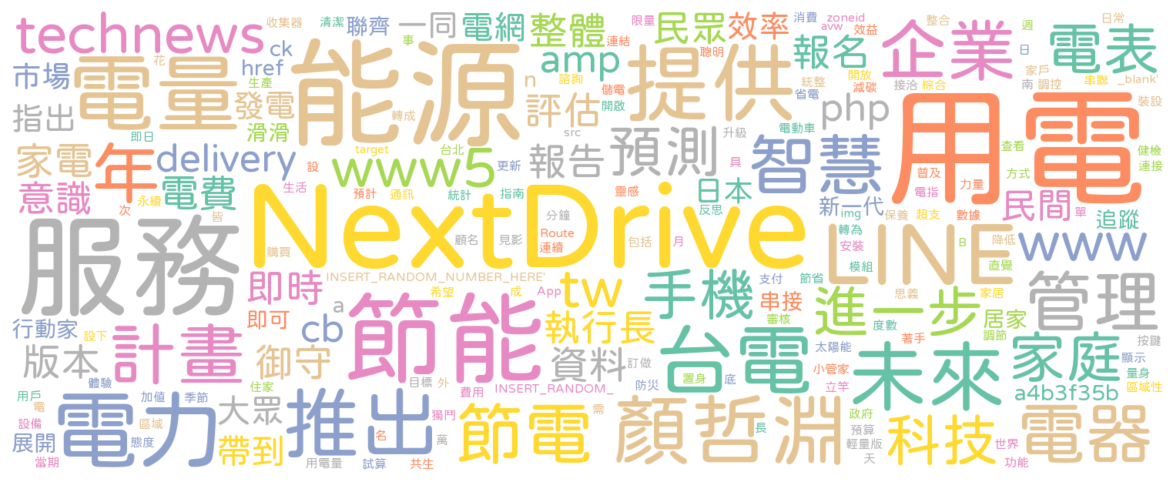 technews 收集器 清潔 聯齊 一同 電網 整體 限量 民眾 效率 消費 zoneid 整合 週 日常
事 連結 avw 效益
市場 ck href 花 電量 能源 amp 提供 聰明 報名 企業 日 家戶 電表
生產 n 諮詢 儲電 統整 開放 減碳 接洽 綜合 南 調控 串聯 _blank'
指出 發電 轉成 評估 開啟 省電 php 用電 裝設
即日 滑滑 src 升級 電動車 健檢
家電 年 delivery target 台北 www5 更新 報告 預測 具 智慧 查看 連接
意識 永續 次 電費 設 生活 預計 通訊 統計 指南 靈感 日本 反思 新一代 普及 電指 方式 力量 民間 單 追蹤
服務 皆 NextDrive 分鐘 img 保養 超支 數據
顧名 見影 Route 連續 包括 月 轉為 安裝 LINE B 降低 www
購買 直覺
即時 INSERT_RANDOM_NUMBER_HERE' 支付 節省 模組 管理
a 希望 成 App tw 手機 串接 思義 家居 進一步 居家
行動家 設下 即可 cb 節能 執行長 審核 度數 著手 調節 按鍵
版本 計畫 御守 資料 訂做 台電 太陽能 未來 家庭 顯示
用戶 體驗 住家 目標 外 費用 INSERT_RANDOM_ 防災 置身 底 小管家 立竿 a4b3f35b 量身 區域性
電 加值 季節 大眾 獨門 需 政府
設備 電力 區域 推出 節電 顏哲淵 長 預算 科技 電器
展開 態度 帶到 名 萬 輕量版 世界
當期 用電量 試算 共生 天 功能